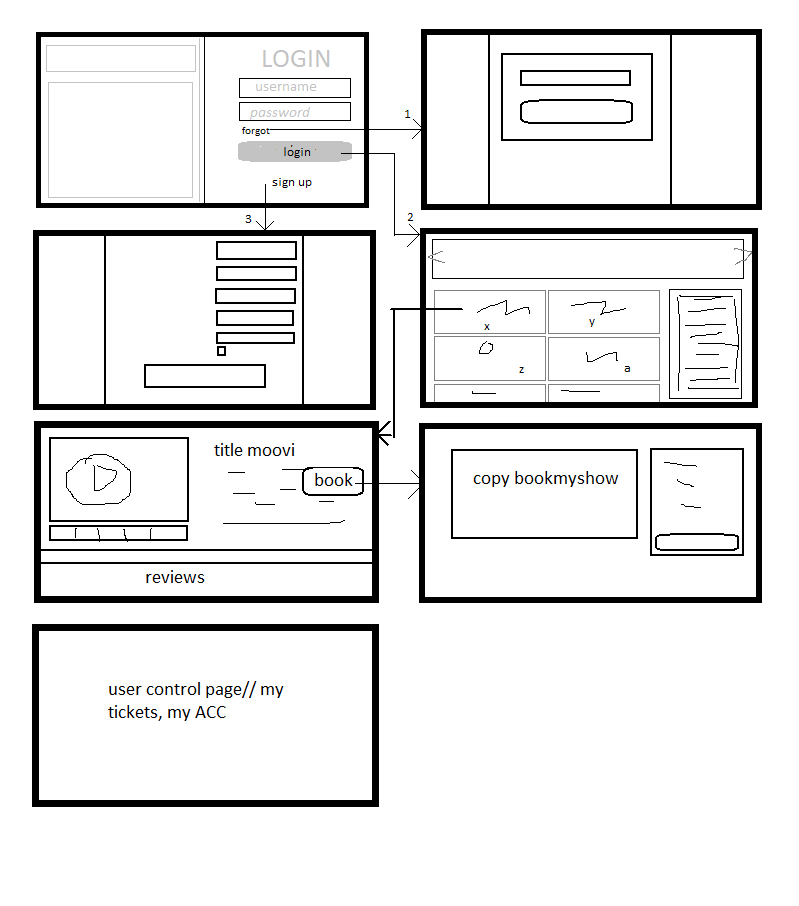 LOGIN
username
password
forgot
login
sign up
1
2
3
x
y
z
a
title moovi
book
reviews
copy bookmyshow
user control page// my
tickets, my ACC